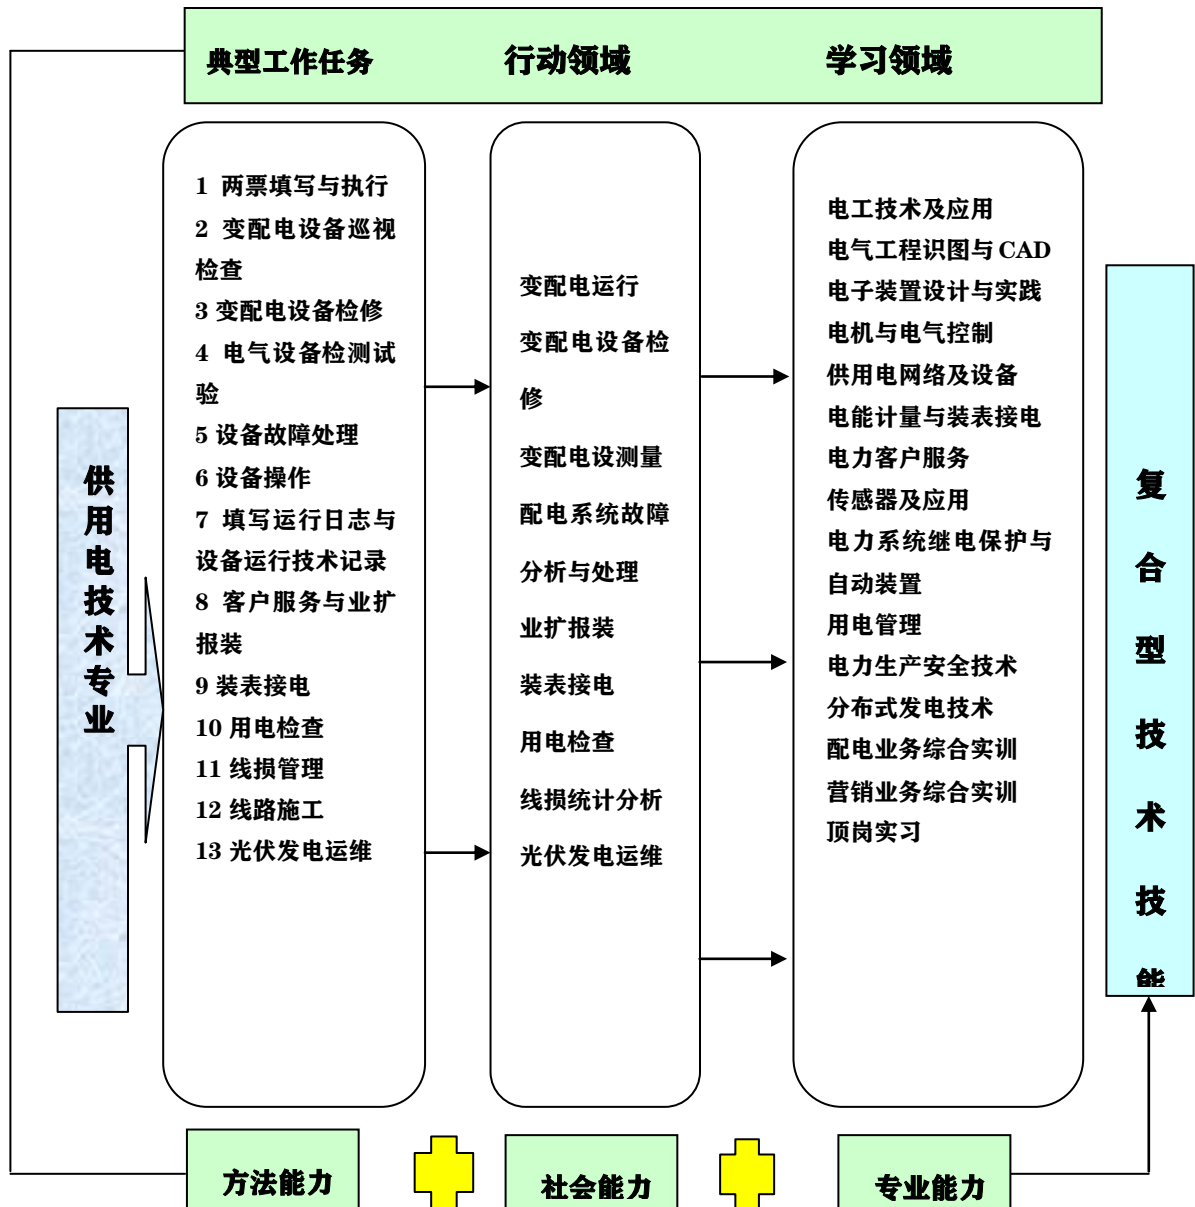 典型工作任务 行动领域 学习领域
供用电技术专业
1 两票填写与执行
2 变配电设备巡视
检查
3 变配电设备检修
4 电气设备检测试
验
5 设备故障处理
6 设备操作
7 填写运行日志与
设备运行技术记录
8 客户服务与业扩
报装
9 装表接电
10 用电检查
11 线损管理
12 线路施工
13 光伏发电运维
变配电运行
变配电设备检
修
变配电设测量
配电系统故障
分析与处理
业扩报装
装表接电
用电检查
线损统计分析
光伏发电运维
电工技术及应用
电气工程识图与 CAD
电子装置设计与实践
电机与电气控制
供用电网络及设备
电能计量与装表接电
电力客户服务
传感器及应用
电力系统继电保护与
自动装置
用电管理
电力生产安全技术
分布式发电技术
配电业务综合实训
营销业务综合实训
顶岗实习
复合型技术技能
方法能力 社会能力 专业能力